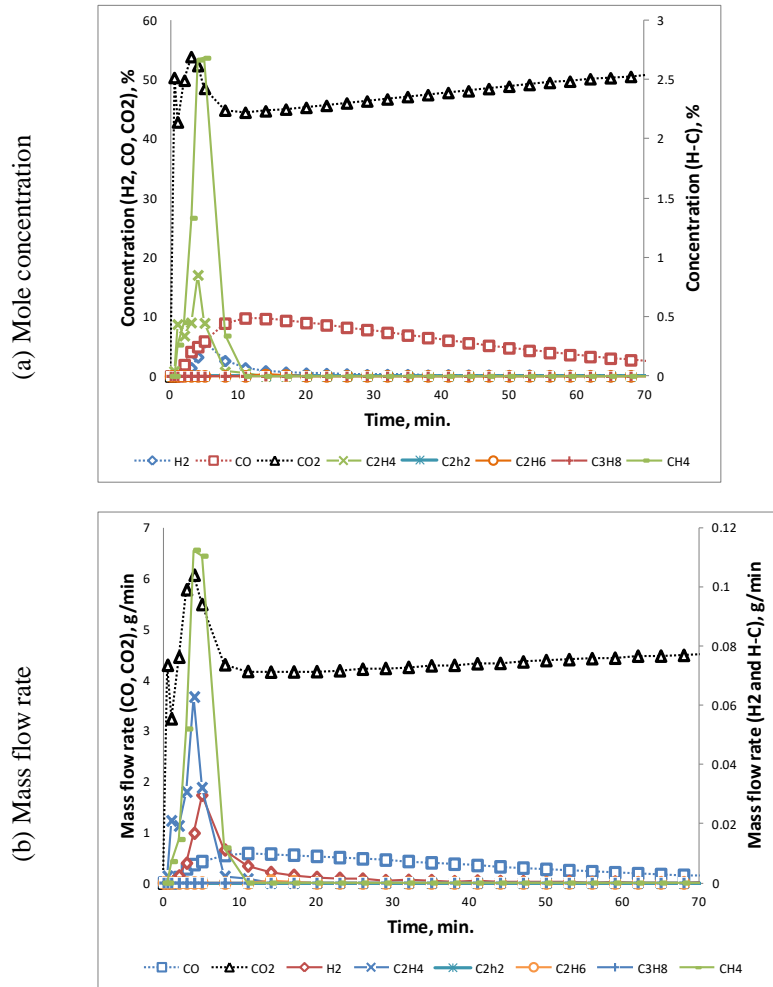 (a) Mole concentration
Concentration (H2, CO, CO2), %
60
50
40
30
20
10
0
3
2.5
2
1.5
1
0.5
0
Concentration (H-C), %
0 10 20 30 40 50 60 70
Time, min.
H2 CO CO2 C2H4 C2h2 C2H6 C3H8 CH4
(b) Mass flow rate
Mass flow rate (CO, CO2), g/min
7
6
5
4
3
2
1
0
0.12
0.1
0.08
0.06
0.04
0.02
0
Mass flow rate (H2 and H-C), g/min
0 10 20 30 40 50 60 70
Time, min.
CO CO2 H2 C2H4 C2h2 C2H6 C3H8 CH4